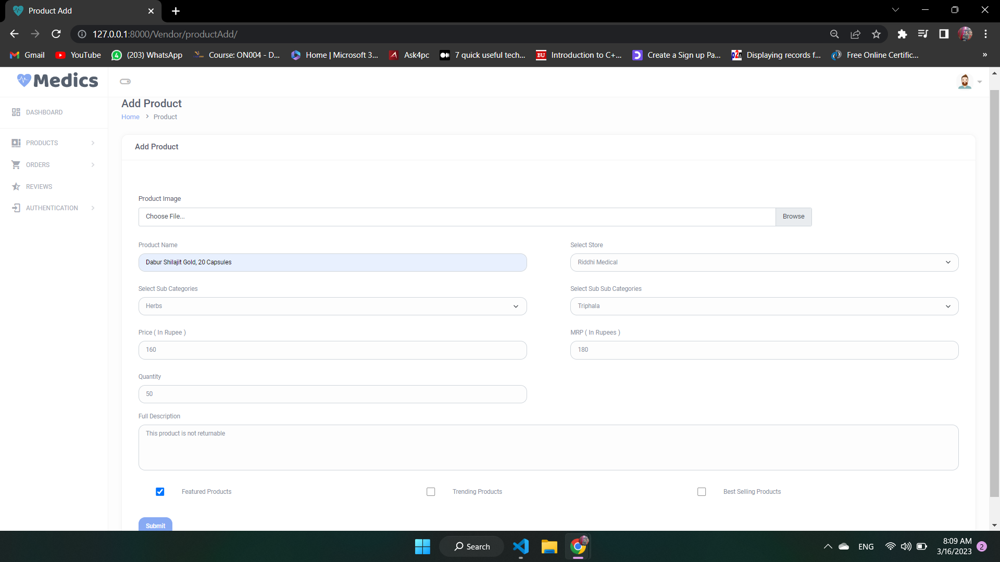 Product Add
127.0.0.1:8000/Vendor/productAdd/
Gmail
YouTube
4
(203) WhatsApp
Course: ON004 - D...
Home | Microsoft 3...
Ask4pc
7 quick useful tech...
BU
Introduction to C+...
Create a Sign up Pa...
p2n
Displaying records f...
Free Online Certific...
»
Medics
Add Product
Home > Product
DASHBOARD
PRODUCTS
ORDERS
REVIEWS
AUTHENTICATION
Add Product
Product Image
Choose File...
Browse
Product Name
Select Store
Dabur Shilajit Gold, 20 Capsules
Riddhi Medical
Select Sub Categories
Select Sub Sub Categories
Herbs
Triphala
Price ( In Rupee )
MRP ( In Rupees )
160
180
Quantity
50
Full Description
This product is not returnable
Featured Products
Trending Products
Best Selling Products
Submit
Search
ENG
8:09 AM
3/16/2023
2